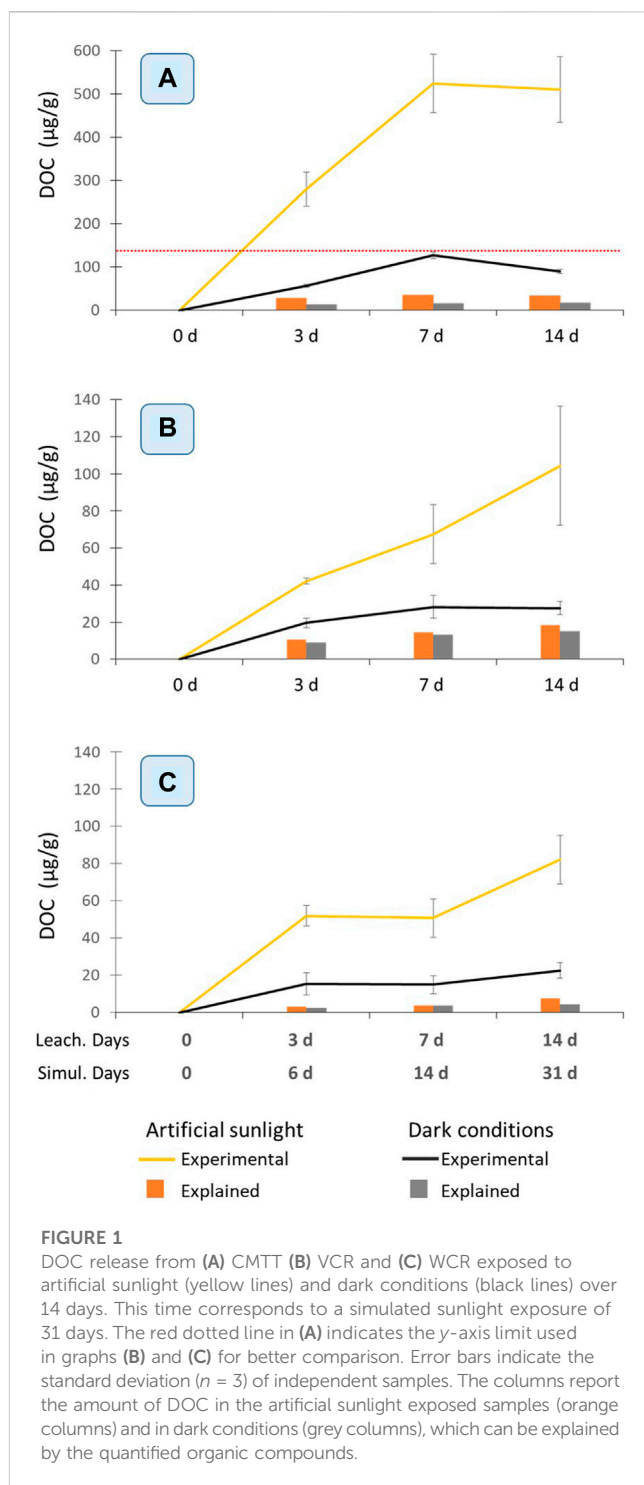 A
DOC (µg/g)
600
500
400
300
200
100
0
0 d 3 d 7 d 14 d
B
DOC (µg/g)
140
120
100
80
60
40
20
0
0 d 3 d 7 d 14 d
C
DOC (µg/g)
140
120
100
80
60
40
20
0
Leach. Days 0 3 d 7 d 14 d
Simul. Days 0 6 d 14 d 31 d
Artificial sunlight Dark conditions
Experimental Experimental
Explained Explained
FIGURE 1
DOC release from (A) CMTT (B) VCR and (C) WCR exposed to
artificial sunlight (yellow lines) and dark conditions (black lines) over
14 days. This time corresponds to a simulated sunlight exposure of
31 days. The red dotted line in (A) indicates the y-axis limit used
in graphs (B) and (C) for better comparison. Error bars indicate the
standard deviation (n = 3) of independent samples. The columns report
the amount of DOC in the artificial sunlight exposed samples (orange
columns) and in dark conditions (grey columns), which can be explained
by the quantified organic compounds.